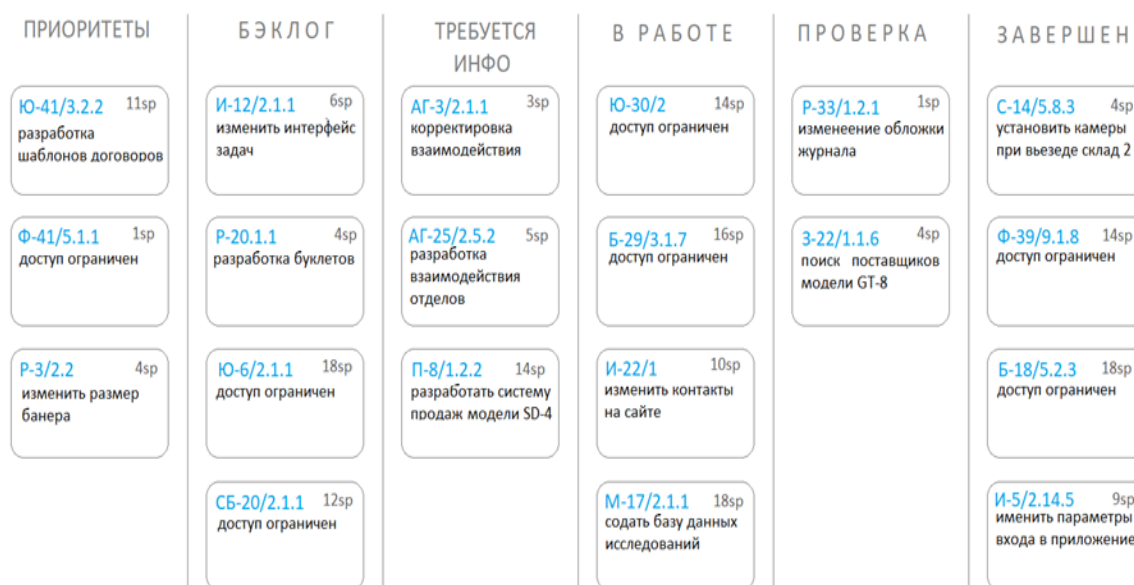 ПРИОРИТЕТЫ
Ю-41/3.2.2 11sp
разработка
шаблонов договоров
Ф-41/5.1.1 1sp
доступ ограничен
Р-3/2.2 4sp
изменить размер
банера
БЭКЛОГ
И-12/2.1.1 6sp
изменить интерфейс
задач
Р-20.1.1 4sp
разработка буклетов
Ю-6/2.1.1 18sp
доступ ограничен
СБ-20/2.1.1 12sp
доступ ограничен
ТРЕБУЕТСЯ
ИНФО
АГ-3/2.1.1 3sp
корректировка
взаимодействия
АГ-25/2.5.2 5sp
разработка
взаимодействия
отделов
П-8/1.2.2 14sp
разработать систему
продаж модели SD-4
В РАБОТЕ
Ю-30/2 14sp
доступ ограничен
Б-29/3.1.7 16sp
доступ ограничен
И-22/1 10sp
изменить контакты
на сайте
М-17/2.1.1 18sp
содать базу данных
исследований
ПРОВЕРКА
Р-33/1.2.1 1sp
изменеение обложки
журнала
З-22/1.1.6 4sp
поиск поставщиков
модели GT-8
ЗАВЕРШЕН
С-14/5.8.3 4sp
установить камеры
при вьезеде склад 2
Ф-39/9.1.8 14sp
доступ ограничен
Б-18/5.2.3 18sp
доступ ограничен
И-5/2.14.5 9sp
именить параметры
входа в приложение